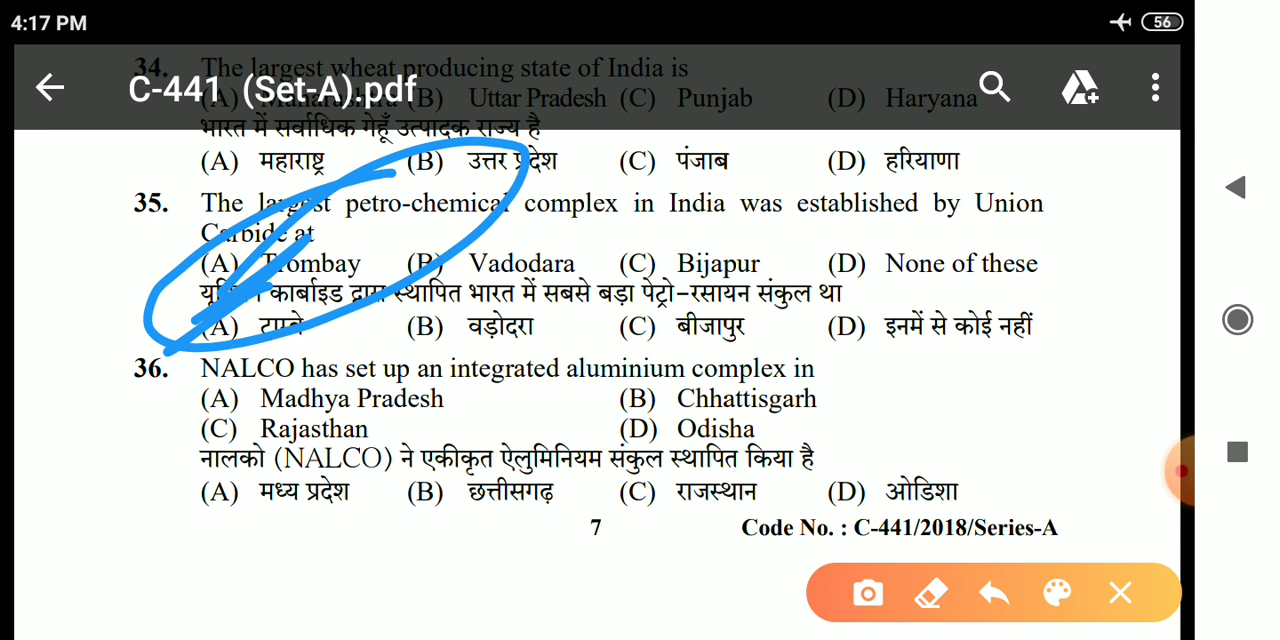 4:17 PM
56
34. The largest wheat producing state of India is
C-441 (Set-A).pdf
(A) Maharashtra (B) Uttar Pradesh (C) Punjab (D) Haryana
भारत में सर्वाधिक गेहूँ उत्पादक राज्य है
(A) महाराष्ट्र (B) उत्तर प्रदेश (C) पंजाब (D) हरियाणा
35. The largest petro-chemical complex in India was established by Union
Carbide at
(A) Trombay (B) Vadodara (C) Bijapur (D) None of these
यूनियन कार्बाइड द्वारा स्थापित भारत में सबसे बड़ा पेट्रो-रसायन संकुल था
(A) ट्राम्बे (B) वड़ोदरा (C) बीजापुर (D) इनमें से कोई नहीं
36. NALCO has set up an integrated aluminium complex in
(A) Madhya Pradesh (B) Chhattisgarh
(C) Rajasthan (D) Odisha
नालको (NALCO) ने एकीकृत ऐलुमिनियम संकुल स्थापित किया है
(A) मध्य प्रदेश (B) छत्तीसगढ़ (C) राजस्थान (D) ओडिशा
7 Code No. : C-441/2018/Series-A